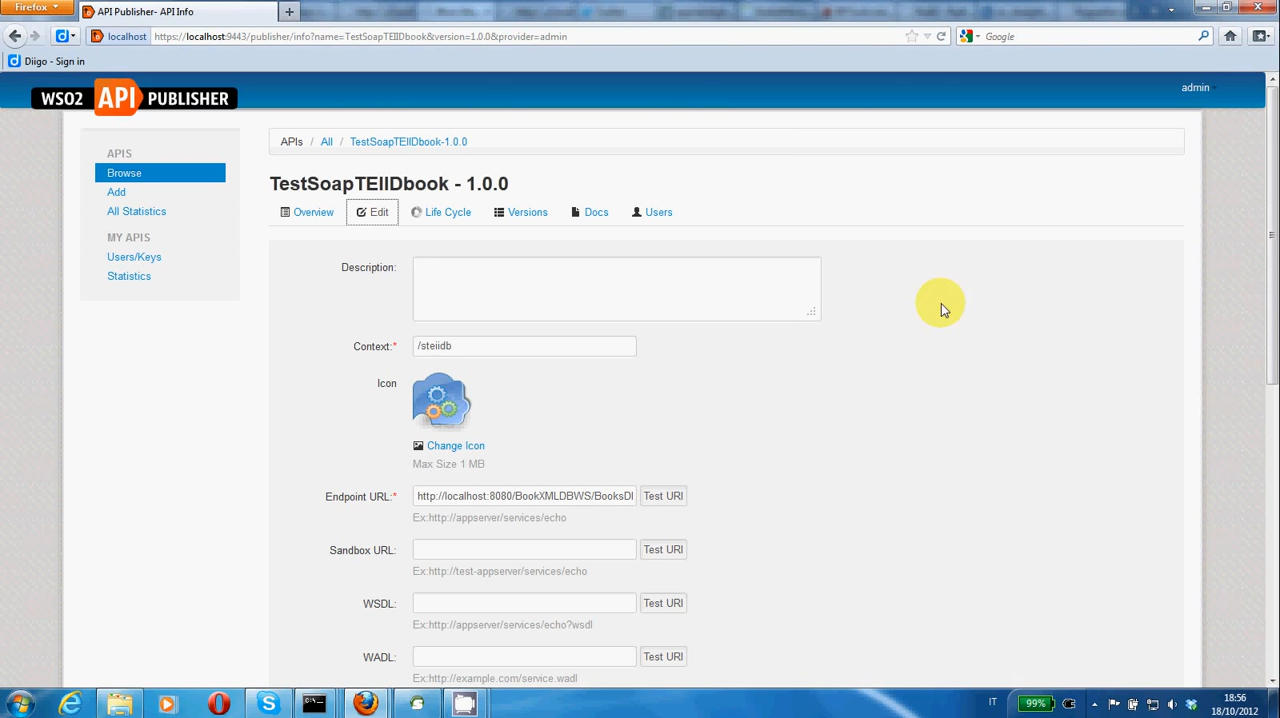 Firefox
API Publisher- API Info
localhost
https://localhost:9443/publisher/info?name=TestSoapTEIIDbook&version=1.0.0&provider=admin
Google
Diigo - Sign in
WSO2 API PUBLISHER
admin
APIS
Browse
Add
All Statistics
MY APIS
Users/Keys
Statistics
APIs / All / TestSoapTEIIDbook-1.0.0
TestSoapTEIIDbook - 1.0.0
Overview
Edit
Life Cycle
Versions
Docs
Users
Description:
Context:*
/steiidb
Icon
Change Icon
Max Size 1 MB
Endpoint URL:*
http://localhost:8080/BookXMLDBWS/BooksDI
Test URI
Ex:http://appserver/services/echo
Sandbox URL:
Test URI
Ex:http://test-appserver/services/echo
WSDL:
Test URI
Ex:http://appserver/services/echo?wsdl
WADL:
Test URI
Ex:http://example.com/service.wadl
IT
99%
18:56
18/10/2012